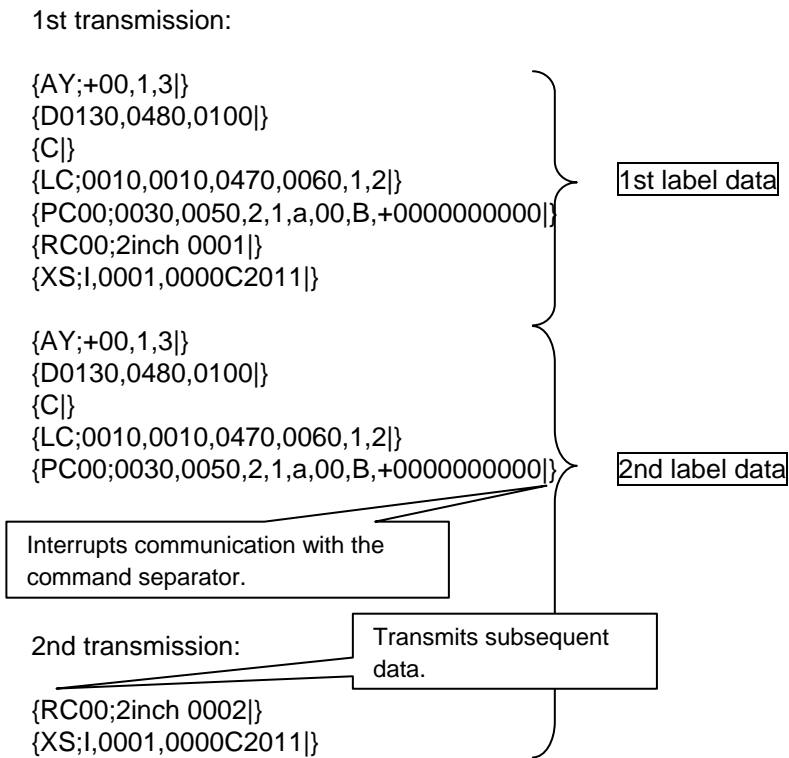 1st transmission:
{AY;+00,1,3|}
{D0130,0480,0100|}
{C|}
{LC;0010,0010,0470,0060,1,2|}
{PC00;0030,0050,2,1,a,00,B,+0000000000|}
{RC00;2inch 0001|}
{XS;I,0001,0000C2011|}
1st label data
{AY;+00,1,3|}
{D0130,0480,0100|}
{C|}
{LC;0010,0010,0470,0060,1,2|}
{PC00;0030,0050,2,1,a,00,B,+0000000000|}
2nd label data
Interrupts communication with the
command separator.
2nd transmission:
Transmits subsequent
data.
{RC00;2inch 0002|}
{XS;I,0001,0000C2011|}